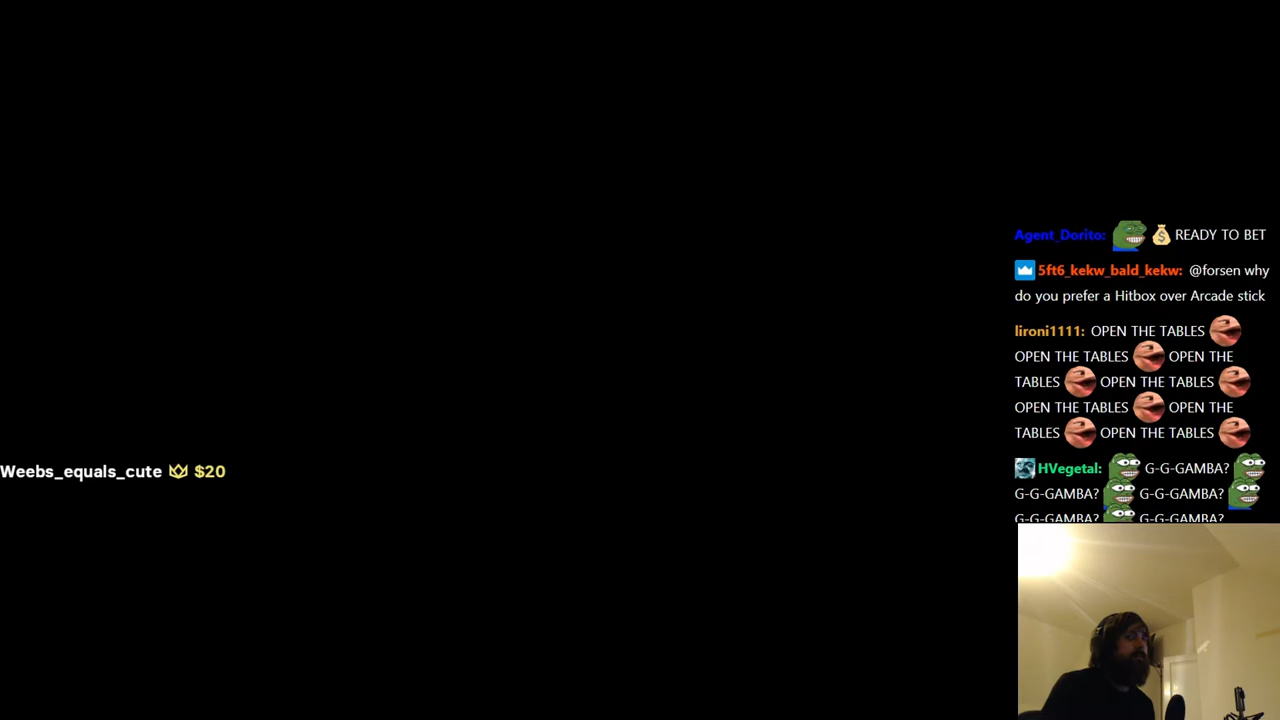 Agent_Dorito: READY TO BET
5ft6_kekw_bald_kekw: @forsen why
do you prefer a Hitbox over Arcade stick
lironi1111: OPEN THE TABLES
OPEN THE TABLES OPEN THE
TABLES OPEN THE TABLES
OPEN THE TABLES OPEN THE
TABLES OPEN THE TABLES
HVegetal: G-G-GAMBA?
G-G-GAMBA? G-G-GAMBA?
G-G-GAMBA? G-G-GAMBA?
Weebs_equals_cute $20